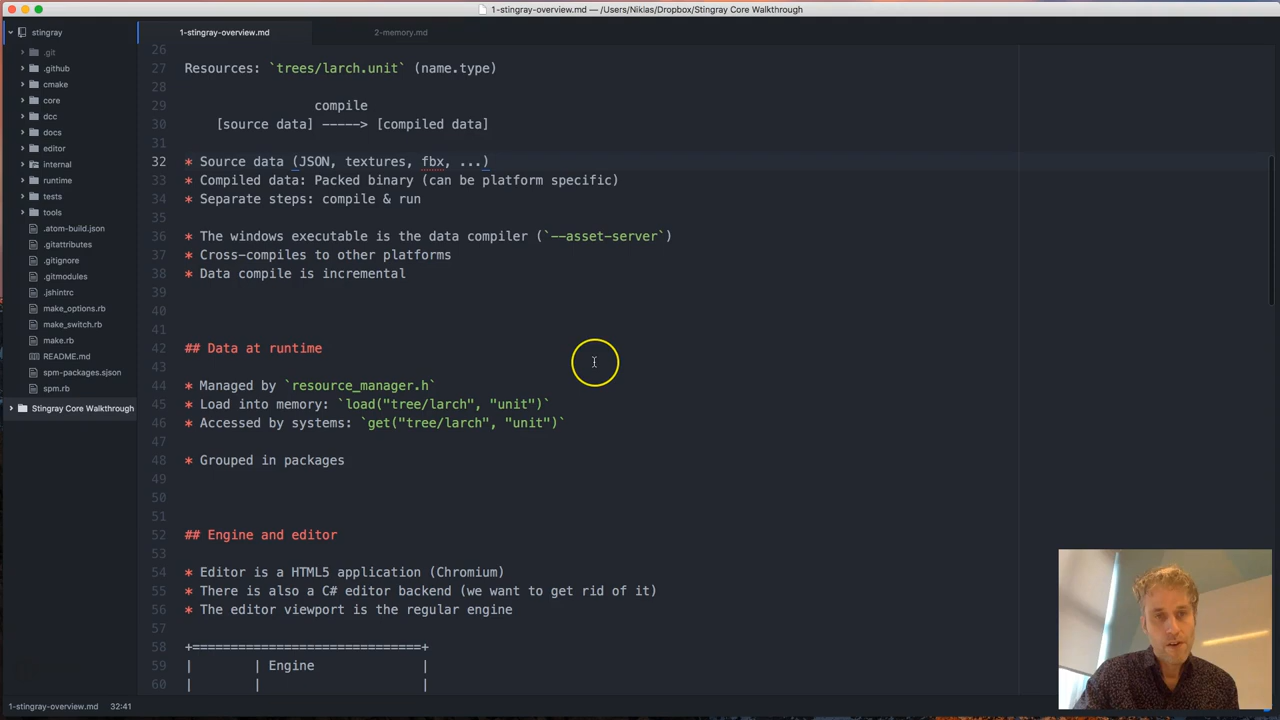 1-stingray-overview.md — /Users/Niklas/Dropbox/Stingray Core Walkthrough
stingray
.git
.github
cmake
core
dcc
docs
editor
internal
runtime
tests
tools
.atom-build.json
.gitattributes
.gitignore
.gitmodules
.jshintrc
make_options.rb
make_switch.rb
make.rb
README.md
spm-packages.sjson
spm.rb
Stingray Core Walkthrough
1-stingray-overview.md 2-memory.md
26
27 Resources: `trees/larch.unit` (name.type)
28
29 compile
30 [source data] -----> [compiled data]
31
32 * Source data (JSON, textures, fbx, ...)
33 * Compiled data: Packed binary (can be platform specific)
34 * Separate steps: compile & run
35
36 * The windows executable is the data compiler (`--asset-server`)
37 * Cross-compiles to other platforms
38 * Data compile is incremental
39
40
41
42 ## Data at runtime
43
44 * Managed by `resource_manager.h`
45 * Load into memory: `load("tree/larch", "unit")`
46 * Accessed by systems: `get("tree/larch", "unit")`
47
48 * Grouped in packages
49
50
51
52 ## Engine and editor
53
54 * Editor is a HTML5 application (Chromium)
55 * There is also a C# editor backend (we want to get rid of it)
56 * The editor viewport is the regular engine
57
58 +=============================+
59 | | Engine |
60 | | |
1-stingray-overview.md 32:41